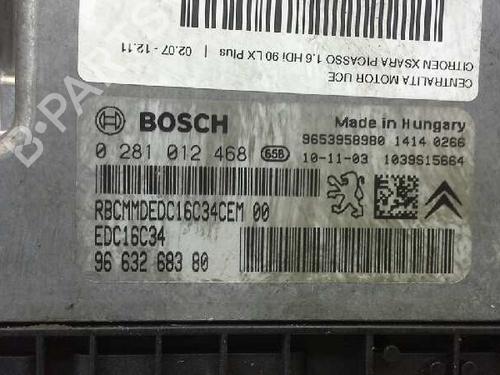 CENTRALITA MOTOR UCE
CITROEN XSARA PICASSO 1.6 HDi 90 LX Plus | 02.07 - 12.11
B-PARTS
BOSCH
Made in Hungary
9653958980 1414 0266
0 281 012 468 658
10-11-03 1039S15664
RBCMMDEDC16C34CEM 00
EDC16C34
96 632 683 80